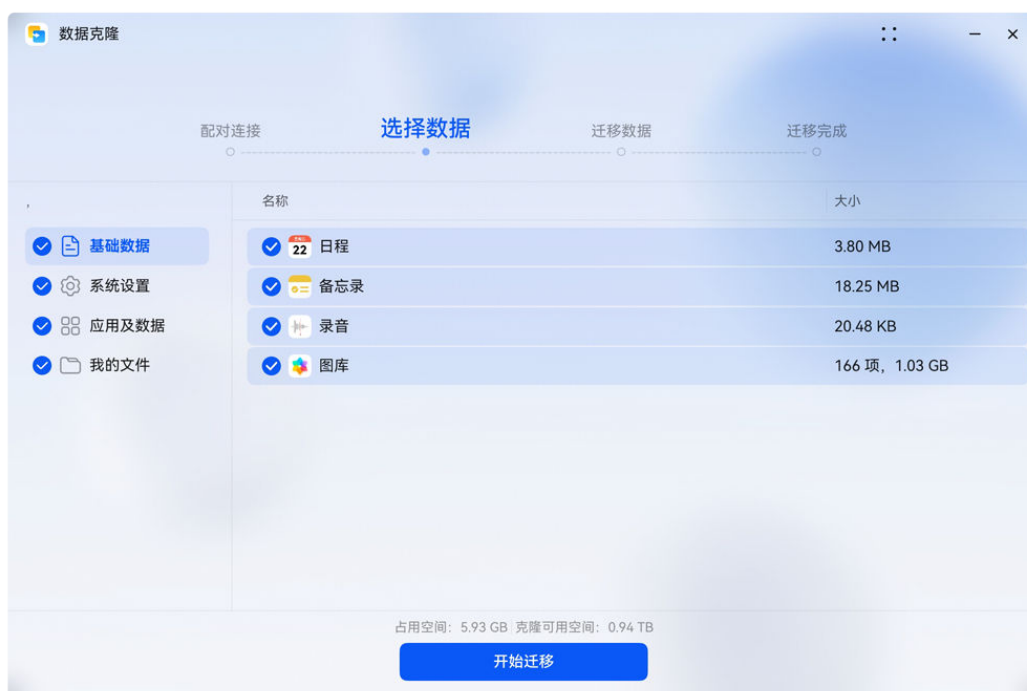 数据克隆
配对连接 选择数据 迁移数据 迁移完成
,
名称 大小
基础数据
22 日程 3.80 MB
系统设置
备忘录 18.25 MB
应用及数据
录音 20.48 KB
我的文件
图库 166 项，1.03 GB
占用空间：5.93 GB 克隆可用空间：0.94 TB
开始迁移